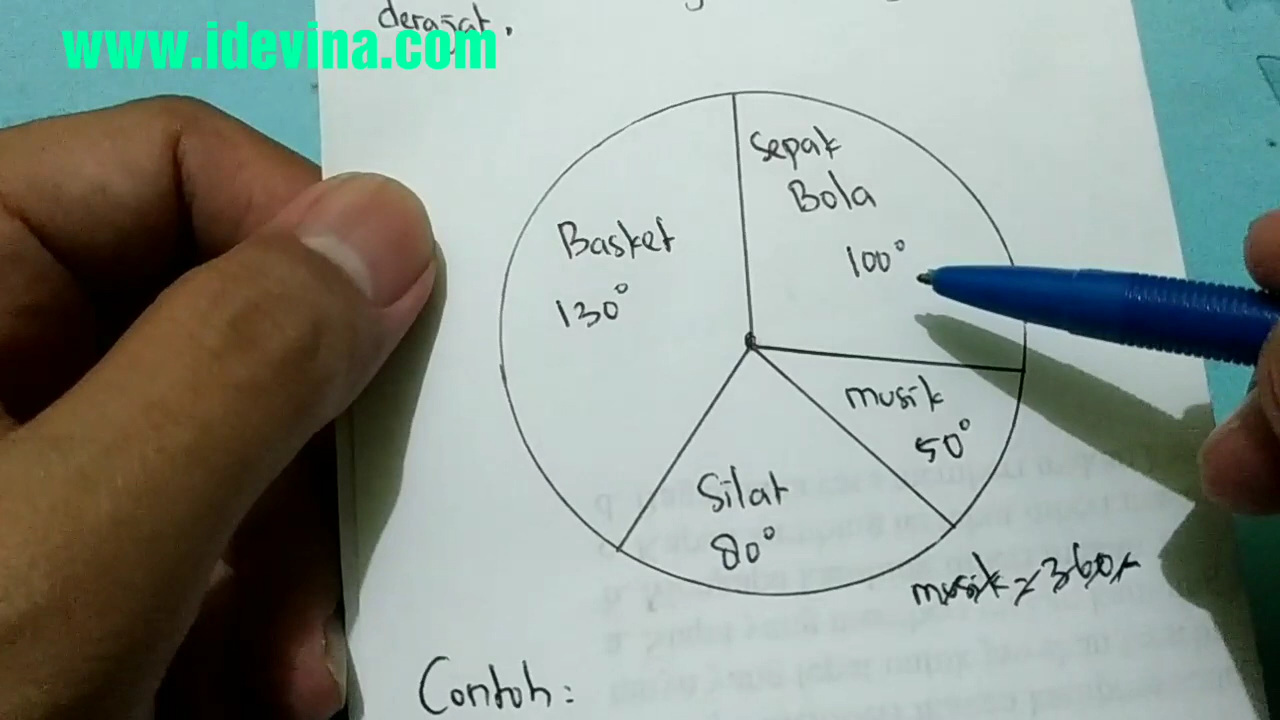 derajat.
www.idevina.com
Sepak
Bola
100°
Basket
130°
musik
50°
Silat
80°
musik = 360
Contoh: